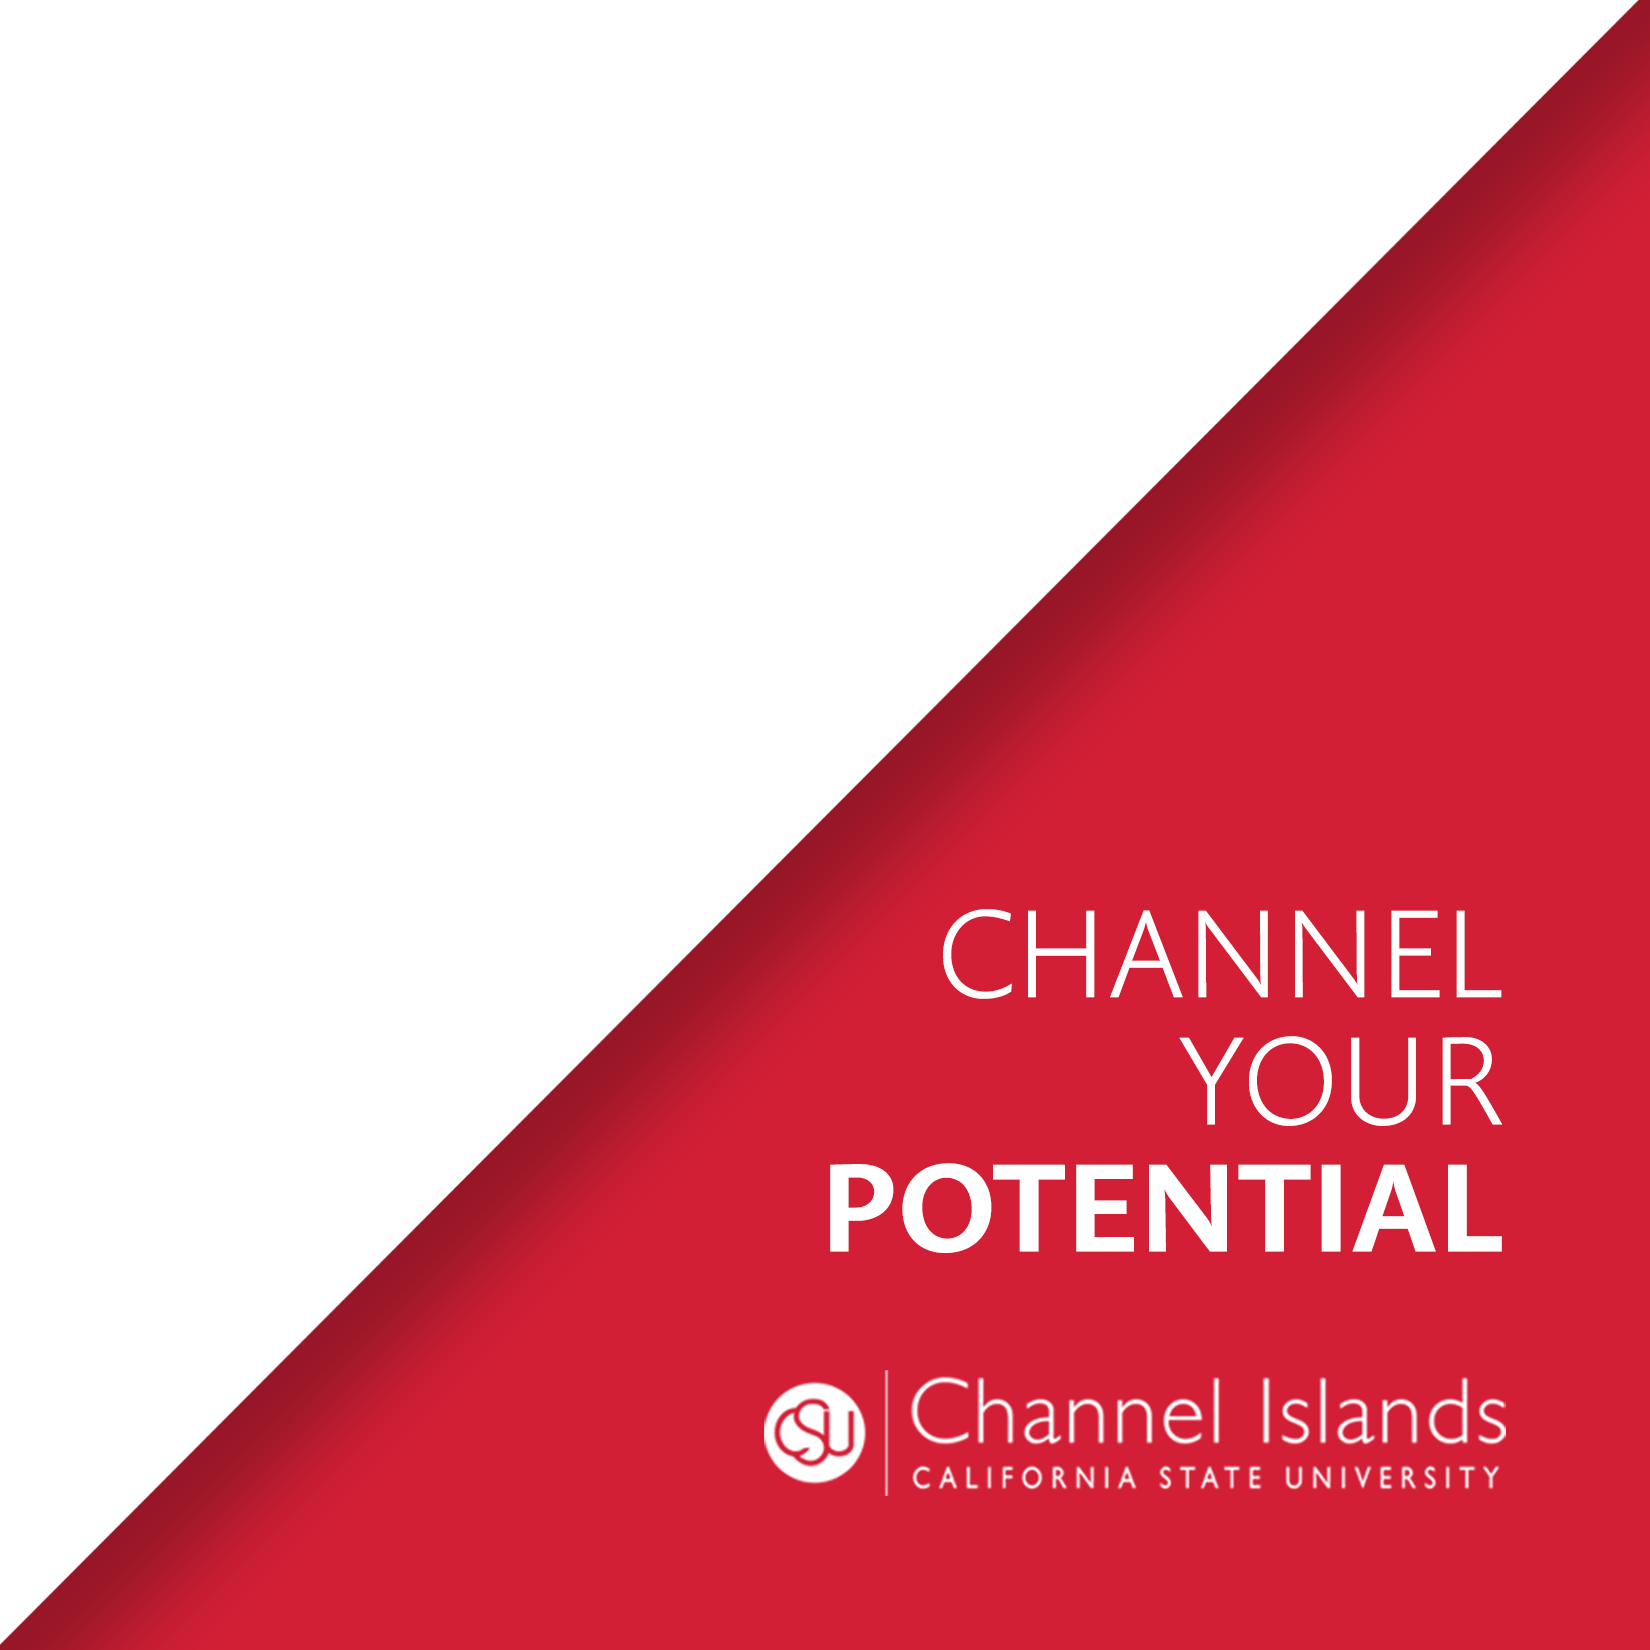 CHANNEL
YOUR
POTENTIAL
CSU
Channel Islands
CALIFORNIA STATE UNIVERSITY